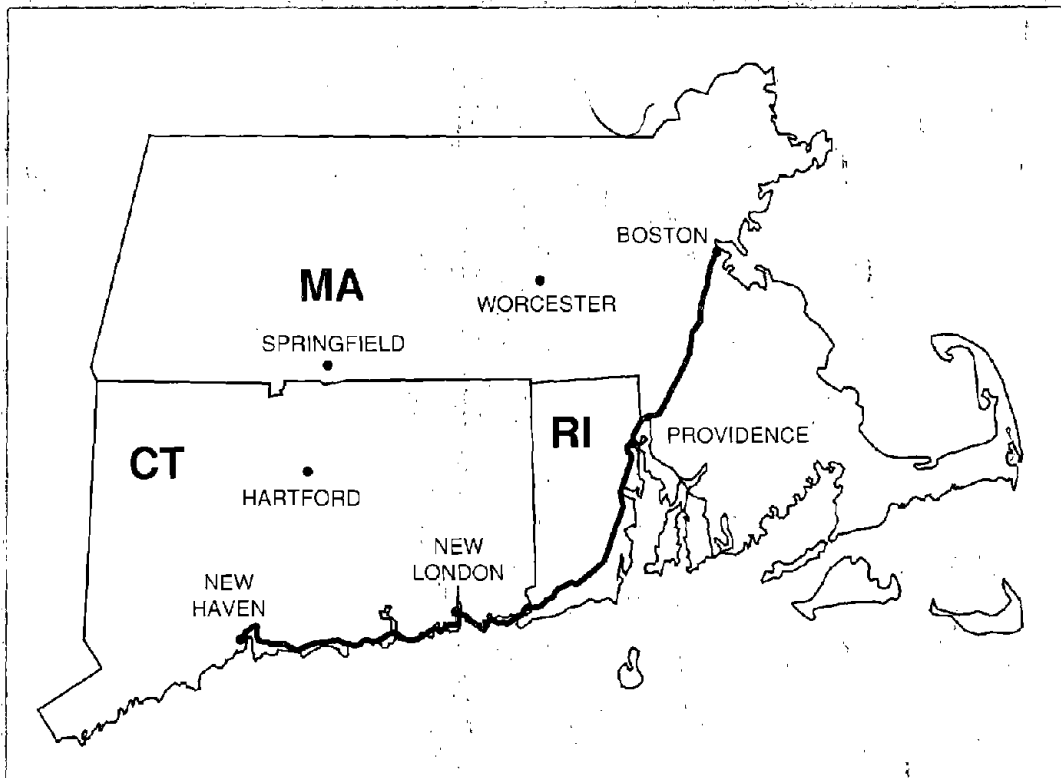 BOSTON
MA
WORCESTER
SPRINGFIELD
RI
PROVIDENCE
CT
HARTFORD
NEW
LONDON
NEW
HAVEN